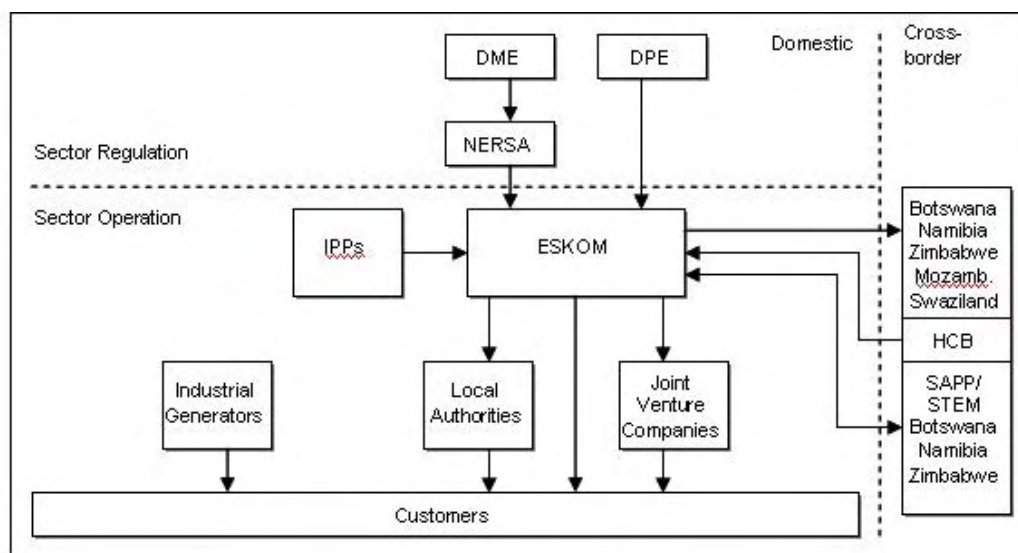 DME
DPE
Domestic
Cross-
border
NERSA
Sector Regulation
Sector Operation
IPPs
ESKOM
Botswana
Namibia
Zimbabwe
Mozamb.
Swaziland
HCB
Industrial
Generators
Local
Authorities
Joint
Venture
Companies
SAPP/
STEM
Botswana
Namibia
Zimbabwe
Customers